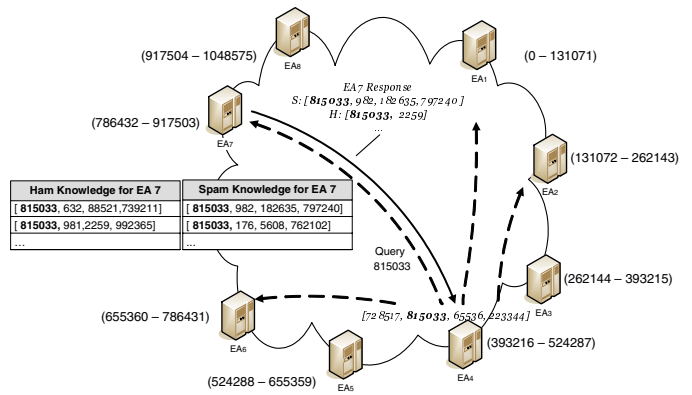 EA8
(917504 – 1048575)
EA1
(0 – 131071)
EA7 Response
S: [815033, 982, 182635, 797240]
H: [815033, 2259]
...
(786432 – 917503)
EA7
(131072 – 262143)
EA2
Ham Knowledge for EA 7
[ 815033, 632, 88521,739211]
[ 815033, 981,2259, 992365]
...
Spam Knowledge for EA 7
[ 815033, 982, 182635, 797240]
[ 815033, 176, 5608, 762102]
...
Query
815033
(262144 – 393215)
EA3
(655360 – 786431)
EA6
[728517, 815033, 65536, 223344]
(393216 – 524287)
EA4
EA5
(524288 – 655359)